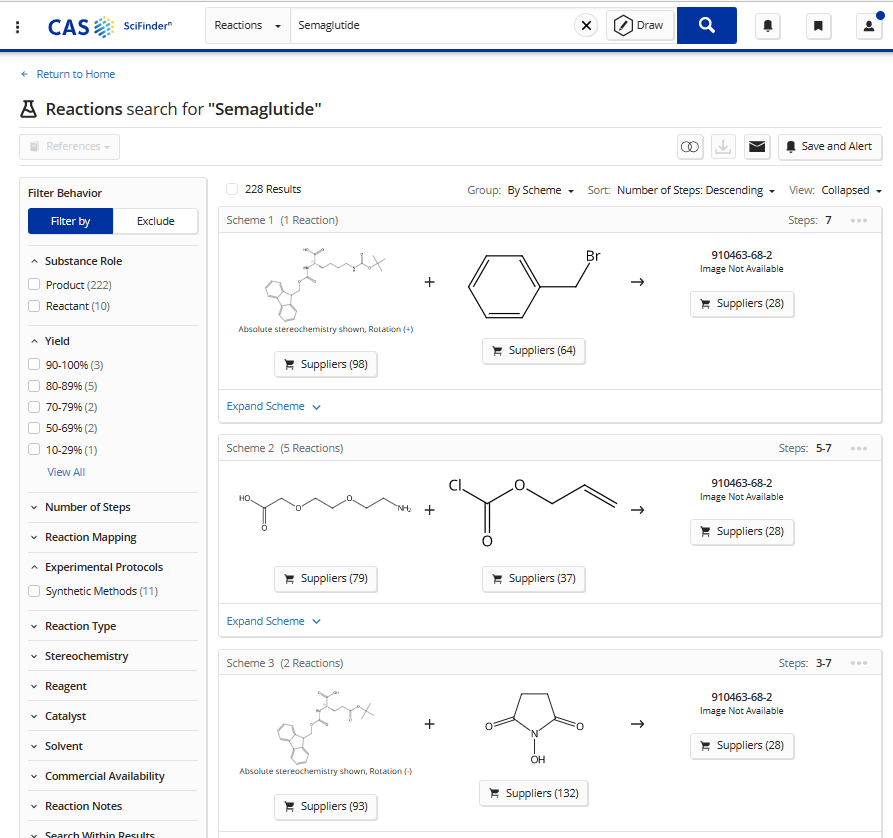 CAS SciFinderⁿ
Reactions Semaglutide Draw
Return to Home
Reactions search for "Semaglutide"
References Save and Alert
Filter Behavior
Filter by Exclude
Substance Role
Product (222)
Reactant (10)
Yield
90-100% (3)
80-89% (5)
70-79% (2)
50-69% (2)
10-29% (1)
View All
Number of Steps
Reaction Mapping
Experimental Protocols
Synthetic Methods (11)
Reaction Type
Stereochemistry
Reagent
Catalyst
Solvent
Commercial Availability
Reaction Notes
Search Within Results
228 Results Group: By Scheme Sort: Number of Steps: Descending View: Collapsed
Scheme 1 (1 Reaction) Steps: 7
Br
+
910463-68-2
Image Not Available
Absolute stereochemistry shown, Rotation (+)
Suppliers (98)
Suppliers (64)
Suppliers (28)
Expand Scheme
Scheme 2 (5 Reactions) Steps: 5-7
HO O O O NH₂
+
Cl O O
910463-68-2
Image Not Available
Suppliers (79)
Suppliers (37)
Suppliers (28)
Expand Scheme
Scheme 3 (2 Reactions) Steps: 3-7
+
O N O
OH
910463-68-2
Image Not Available
Absolute stereochemistry shown, Rotation (-)
Suppliers (93)
Suppliers (132)
Suppliers (28)